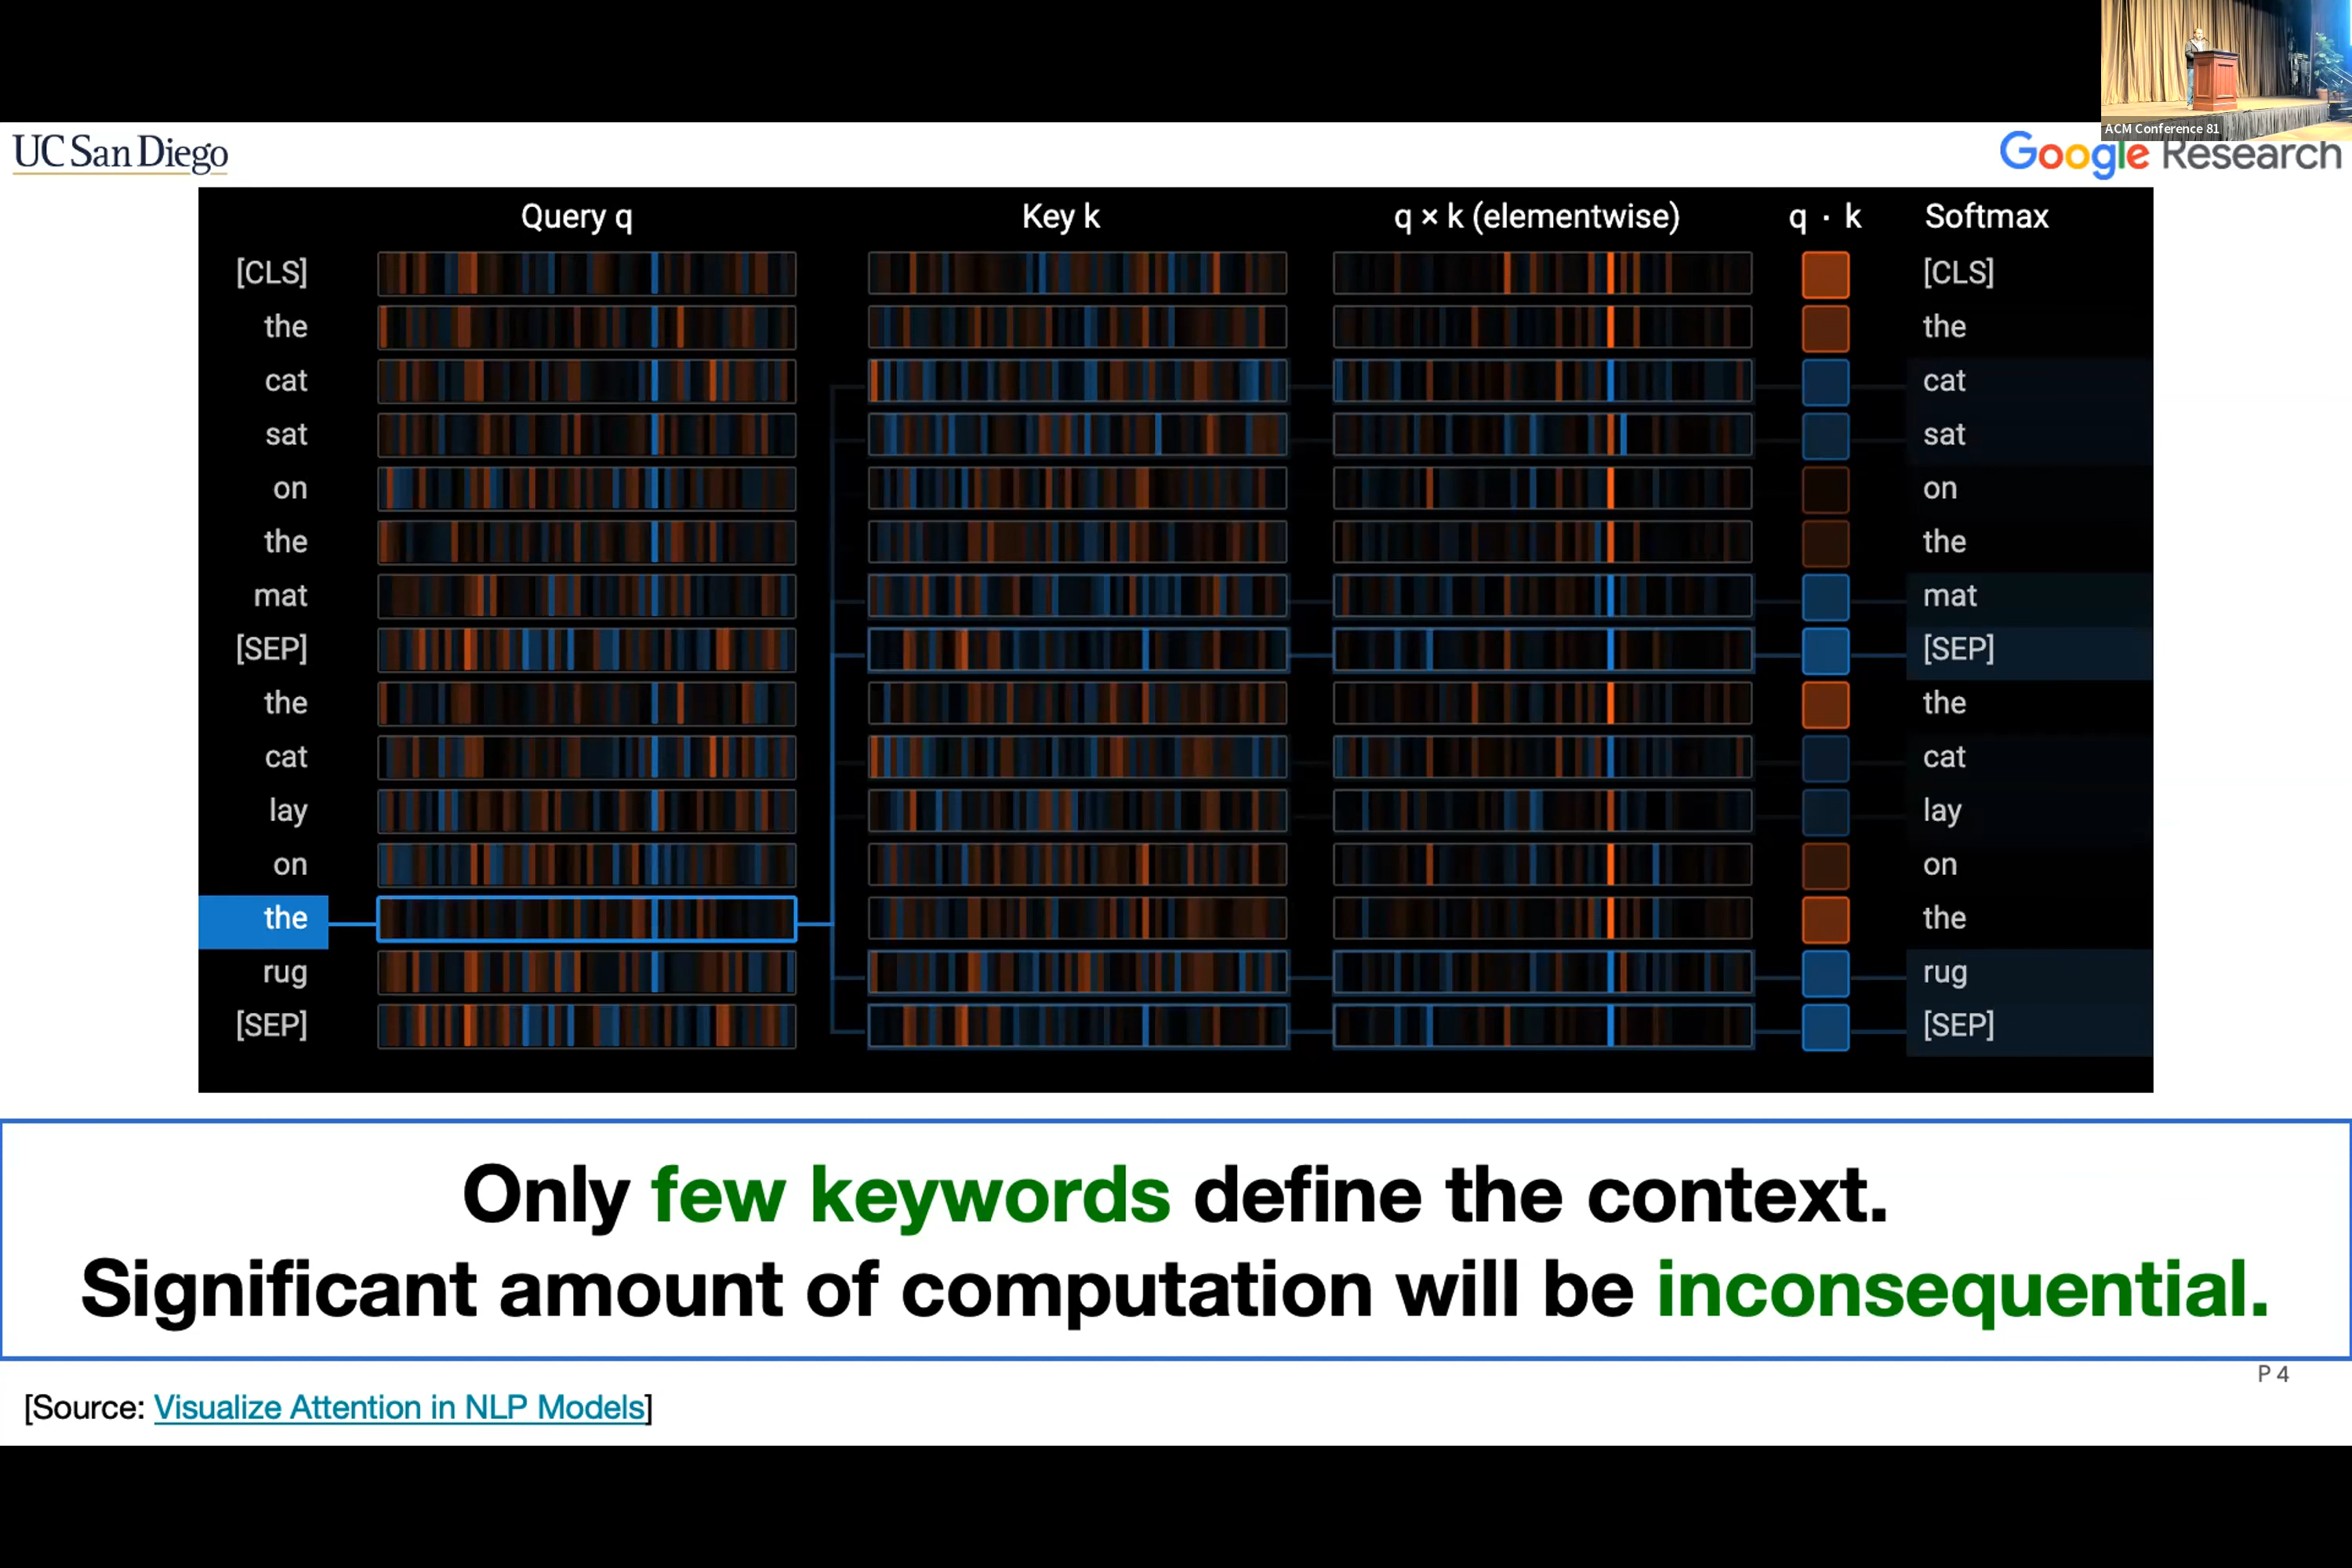 ACM Conference 81
UC San Diego
Google Research
Query q Key k q × k (elementwise) q · k Softmax
[CLS] [CLS]
the the
cat cat
sat sat
on on
the the
mat mat
[SEP] [SEP]
the the
cat cat
lay lay
on on
the the
rug rug
[SEP] [SEP]
Only few keywords define the context.
Significant amount of computation will be inconsequential.
P 4
[Source: Visualize Attention in NLP Models]